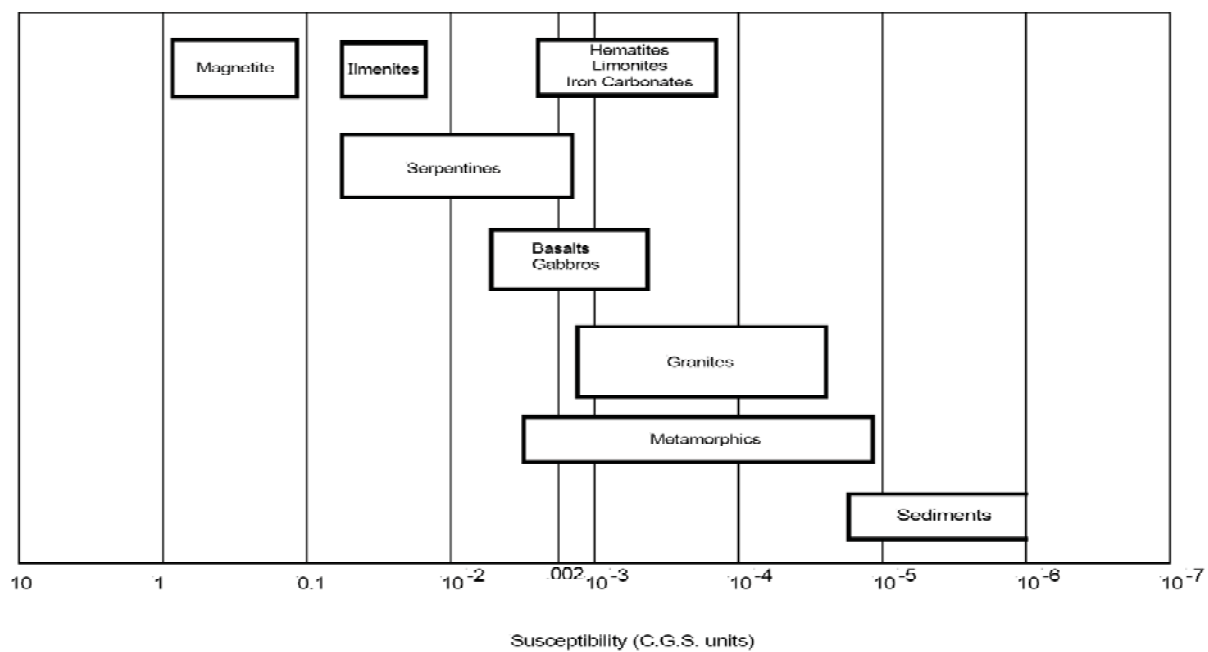 Magnetite
Ilmenites
Hematites
Limonites
Iron Carbonates
Serpentines
Basalts
Gabbros
Granites
Metamorphics
Sediments
10 1 0.1 10-2 .002 10-3 10-4 10-5 10-6 10-7
Susceptibility (C.G.S. units)